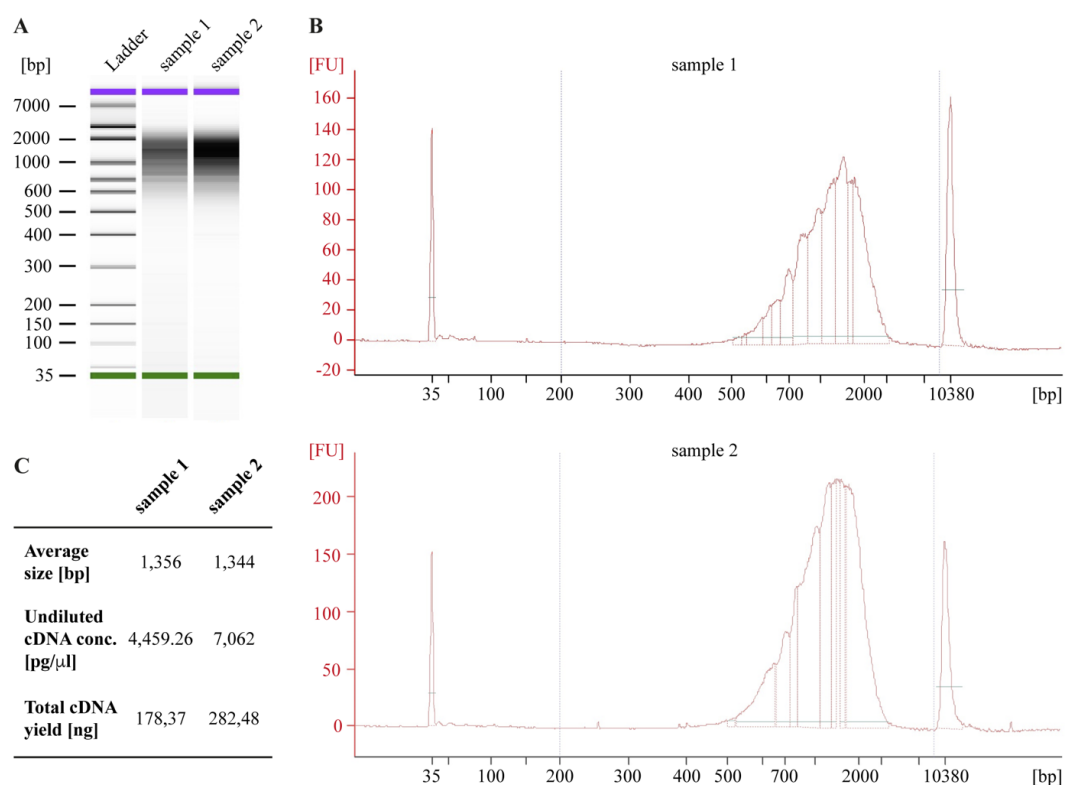 A
Ladder
sample 1
sample 2
[bp]
7000
2000
1000
600
500
400
300
200
150
100
35
B
[FU]
sample 1
160
140
120
100
80
60
40
20
0
-20
35 100 200 300 400 500 700 2000 10380 [bp]
[FU]
sample 2
200
150
100
50
0
35 100 200 300 400 500 700 2000 10380 [bp]
C
sample 1
sample 2
Average
size [bp] 1,356 1,344
Undiluted
cDNA conc. 4,459.26 7,062
[pg/μl]
Total cDNA
yield [ng] 178,37 282,48